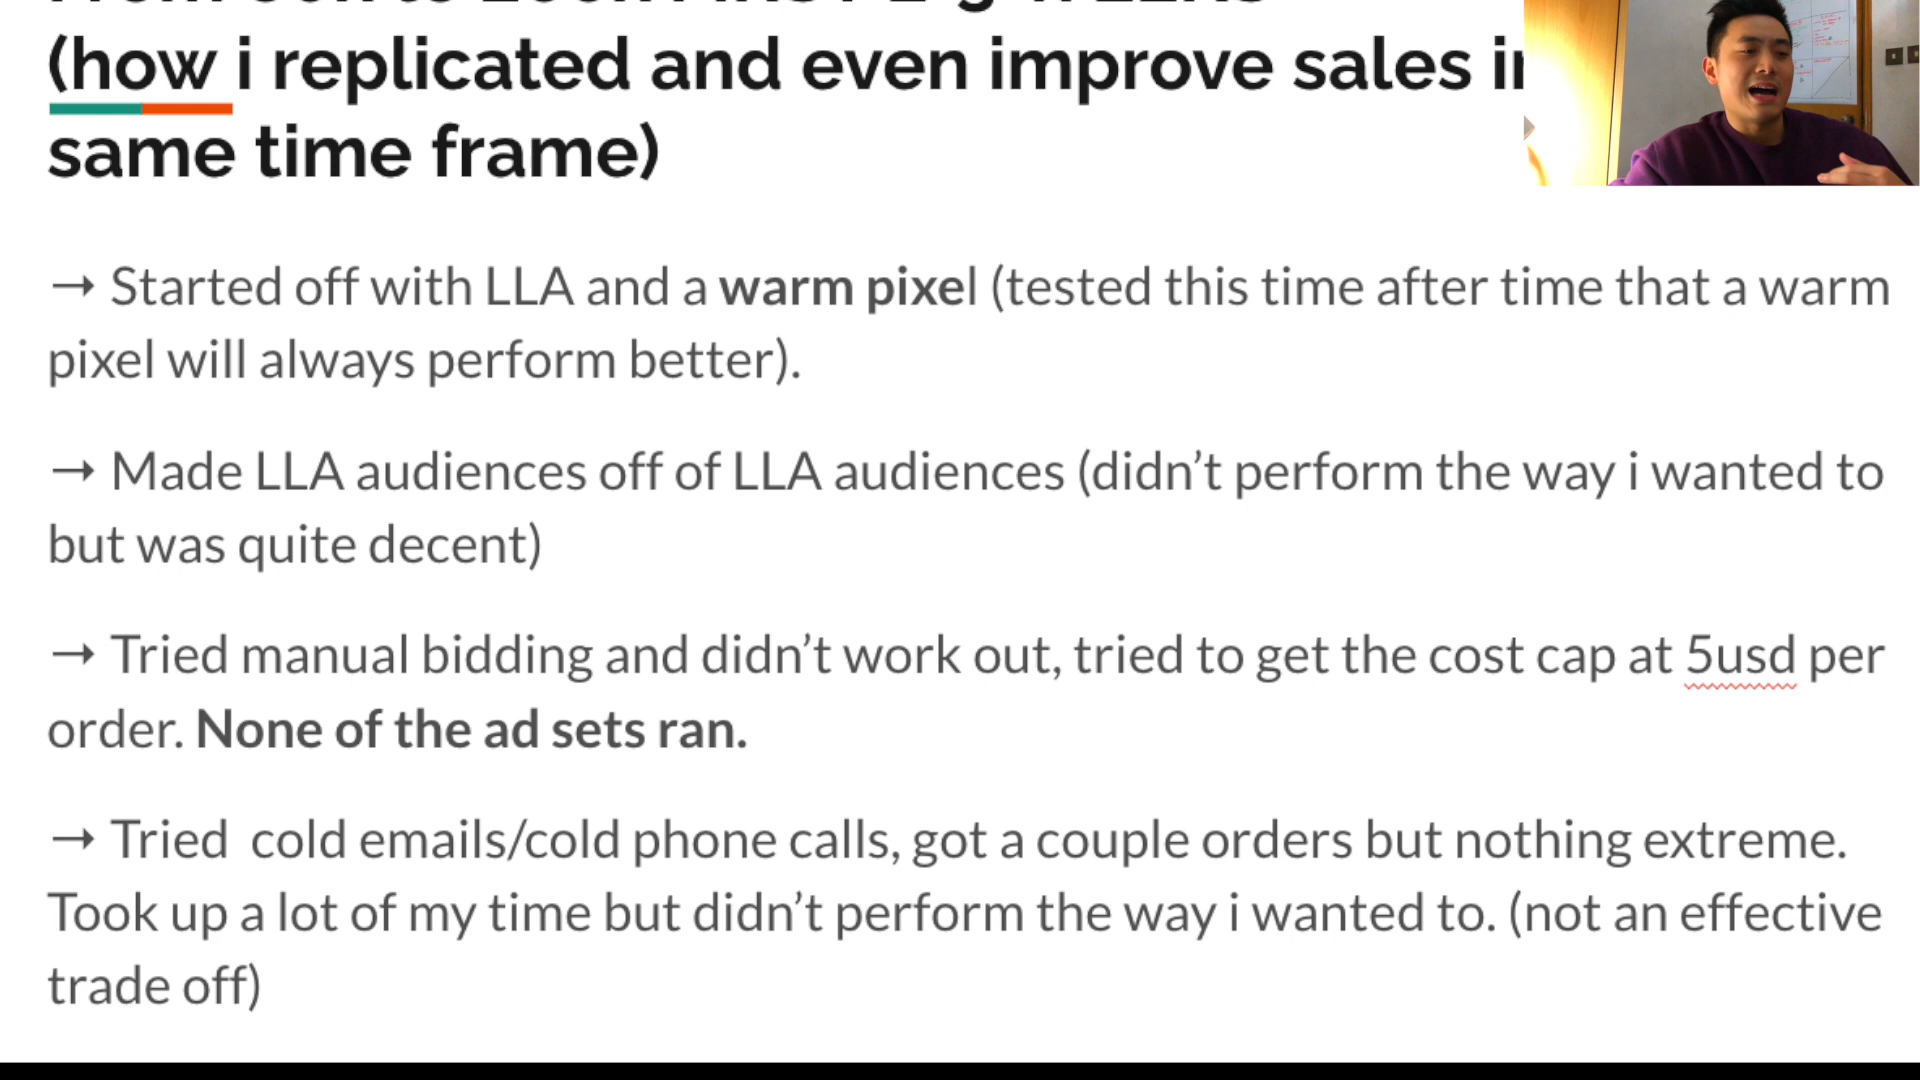 (how i replicated and even improve sales in
same time frame)
→ Started off with LLA and a warm pixel (tested this time after time that a warm
pixel will always perform better).
→ Made LLA audiences off of LLA audiences (didn’t perform the way i wanted to
but was quite decent)
→ Tried manual bidding and didn’t work out, tried to get the cost cap at 5usd per
order. None of the ad sets ran.
→ Tried  cold emails/cold phone calls, got a couple orders but nothing extreme.
Took up a lot of my time but didn’t perform the way i wanted to. (not an effective
trade off)